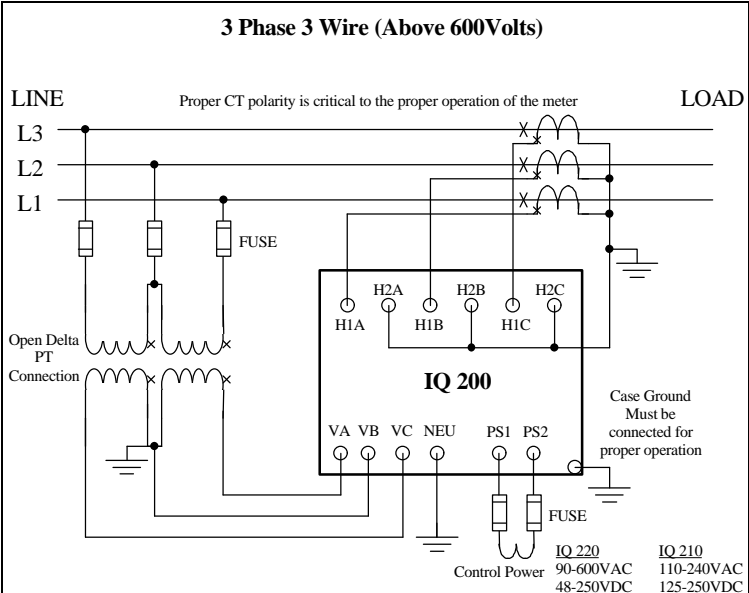 3 Phase 3 Wire (Above 600Volts)
LINE
Proper CT polarity is critical to the proper operation of the meter
LOAD
L3
L2
L1
FUSE
H2A
H2B
H2C
H1A
H1B
H1C
Open Delta
PT
Connection
IQ 200
Case Ground
Must be
connected for
proper operation
VA
VB
VC
NEU
PS1
PS2
FUSE
Control Power
IQ 220
90-600VAC
48-250VDC
IQ 210
110-240VAC
125-250VDC